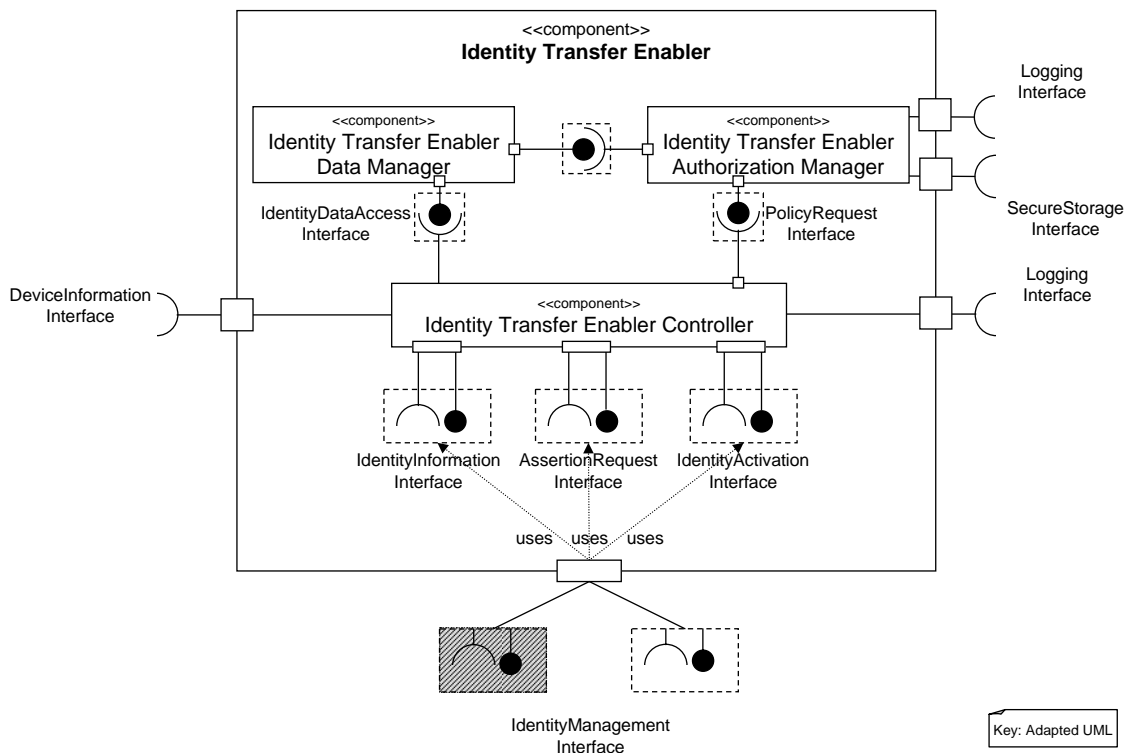 <<component>>
Identity Transfer Enabler
Logging
Interface
<<component>>
Identity Transfer Enabler
Data Manager
<<component>>
Identity Transfer Enabler
Authorization Manager
IdentityDataAccess
Interface
PolicyRequest
Interface
SecureStorage
Interface
DeviceInformation
Interface
<<component>>
Identity Transfer Enabler Controller
Logging
Interface
IdentityInformation
Interface
AssertionRequest
Interface
IdentityActivation
Interface
uses
uses
uses
IdentityManagement
Interface
Key: Adapted UML